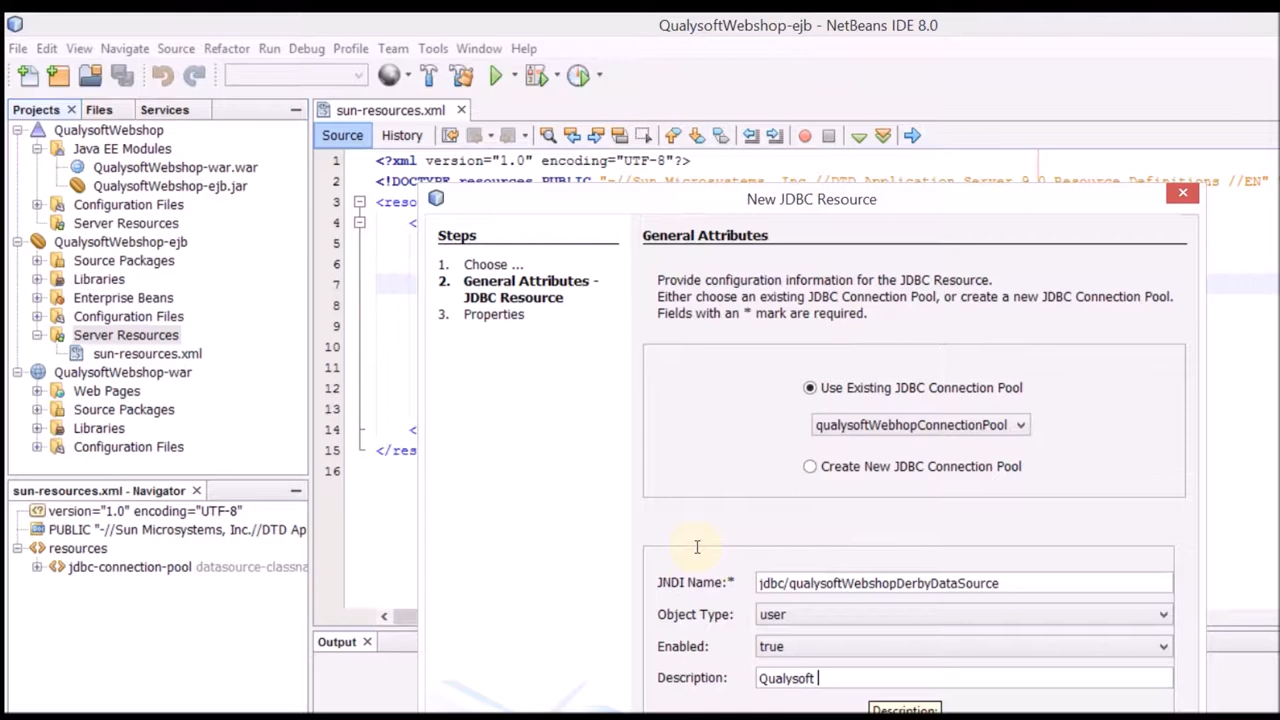 QualysoftWebshop-ejb - NetBeans IDE 8.0
File Edit View Navigate Source Refactor Run Debug Profile Team Tools Window Help
Projects Files Services
QualysoftWebshop
Java EE Modules
QualysoftWebshop-war.war
QualysoftWebshop-ejb.jar
Configuration Files
Server Resources
QualysoftWebshop-ejb
Source Packages
Libraries
Enterprise Beans
Configuration Files
Server Resources
sun-resources.xml
QualysoftWebshop-war
Web Pages
Source Packages
Libraries
Configuration Files
sun-resources.xml - Navigator
version="1.0" encoding="UTF-8"
PUBLIC "-//Sun Microsystems, Inc.//DTD Ap
resources
jdbc-connection-pool datasource-classna
sun-resources.xml
Source History
1 <?xml version="1.0" encoding="UTF-8"?>
2 <!DOCTYPE resources PUBLIC "-//Sun Microsystems, Inc.//DTD Application Server 9.0 Resource Definitions //EN"
3 <reso
4 <
5
6
7
8
9
10
11
12
13
14 <
15 </res
16
Output
New JDBC Resource
Steps
1. Choose ...
2. General Attributes - JDBC Resource
3. Properties
General Attributes
Provide configuration information for the JDBC Resource.
Either choose an existing JDBC Connection Pool, or create a new JDBC Connection Pool.
Fields with an * mark are required.
Use Existing JDBC Connection Pool
qualysoftWebhopConnectionPool
Create New JDBC Connection Pool
JNDI Name:* jdbc/qualysoftWebshopDerbyDataSource
Object Type: user
Enabled: true
Description: Qualysoft
Description: